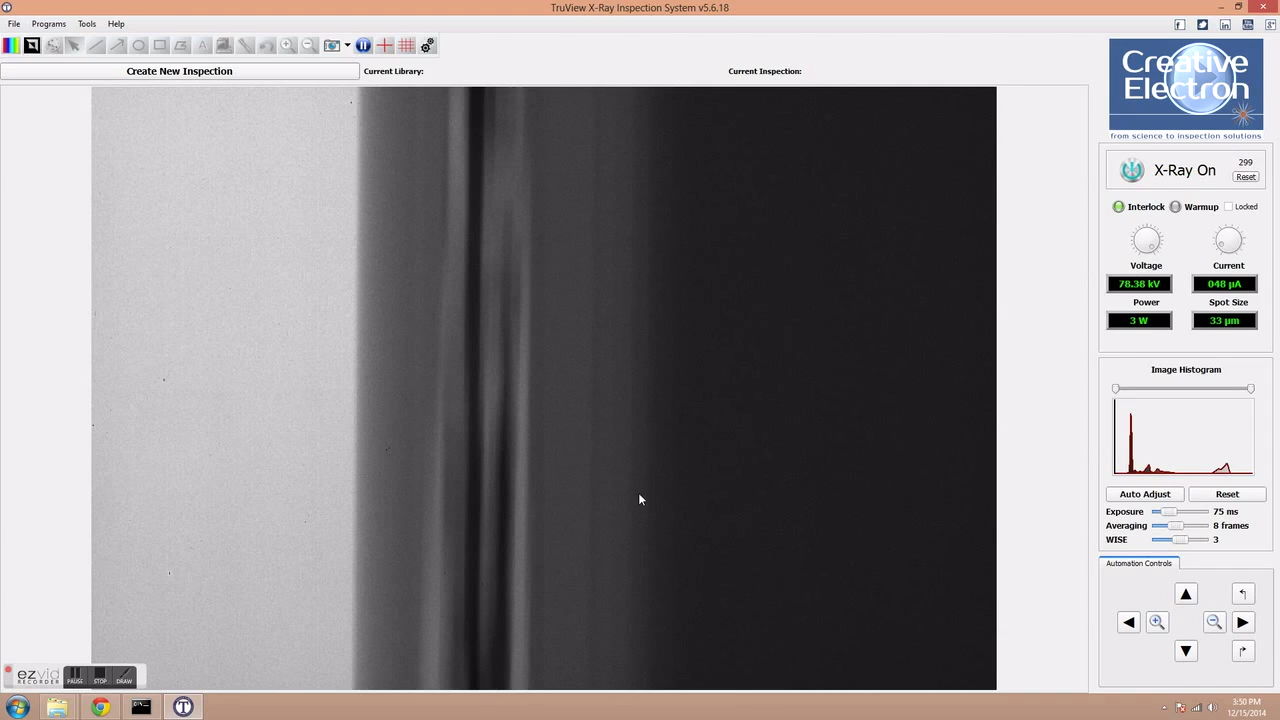 TruView X-Ray Inspection System v5.6.18
File Programs Tools Help
Create New Inspection
Current Library:
Current Inspection:
Creative
Electron
from science to inspection solutions
X-Ray On
299
Reset
Interlock Warmup Locked
Voltage Current
78.38 kV 048 µA
Power Spot Size
3 W 33 µm
Image Histogram
Auto Adjust Reset
Exposure 75 ms
Averaging 8 frames
WISE 3
Automation Controls
ezvid
RECORDER
PAUSE STOP DRAW
3:50 PM
12/15/2014